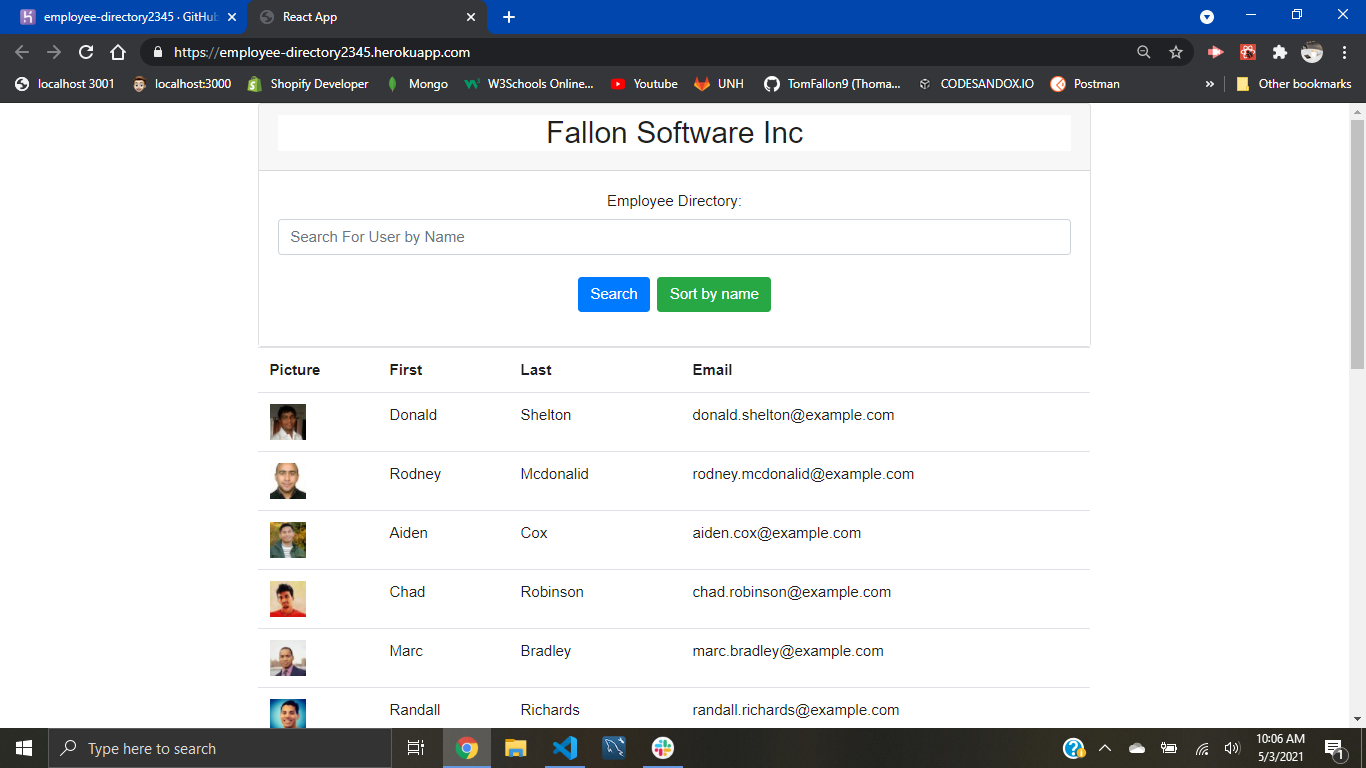 employee-directory2345 · GitHub
React App
https://employee-directory2345.herokuapp.com
localhost 3001
localhost:3000
Shopify Developer
Mongo
W3Schools Online...
Youtube
UNH
TomFallon9 (Thoma...
CODESANDOX.IO
Postman
»
Other bookmarks
Fallon Software Inc
Employee Directory:
Search For User by Name
Search
Sort by name
Picture First Last Email
Donald Shelton donald.shelton@example.com
Rodney Mcdonalid rodney.mcdonalid@example.com
Aiden Cox aiden.cox@example.com
Chad Robinson chad.robinson@example.com
Marc Bradley marc.bradley@example.com
Randall Richards randall.richards@example.com
Type here to search
10:06 AM
5/3/2021
1